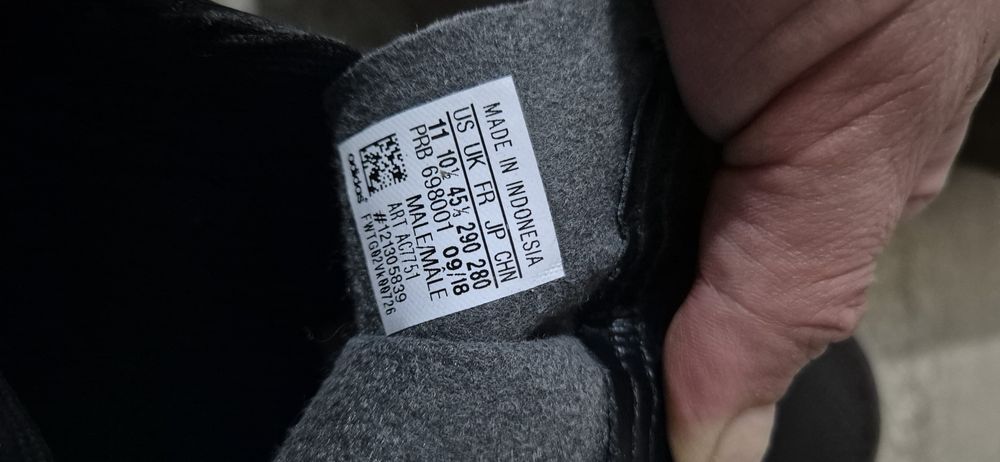 MADE IN INDONESIA
US UK FR JP CHN
11 10½ 45⅓ 290 280
PRB 698001 09/18
MALE/MÂLE
ART AC7751
#121305839
FWTG02VK00726
adidas